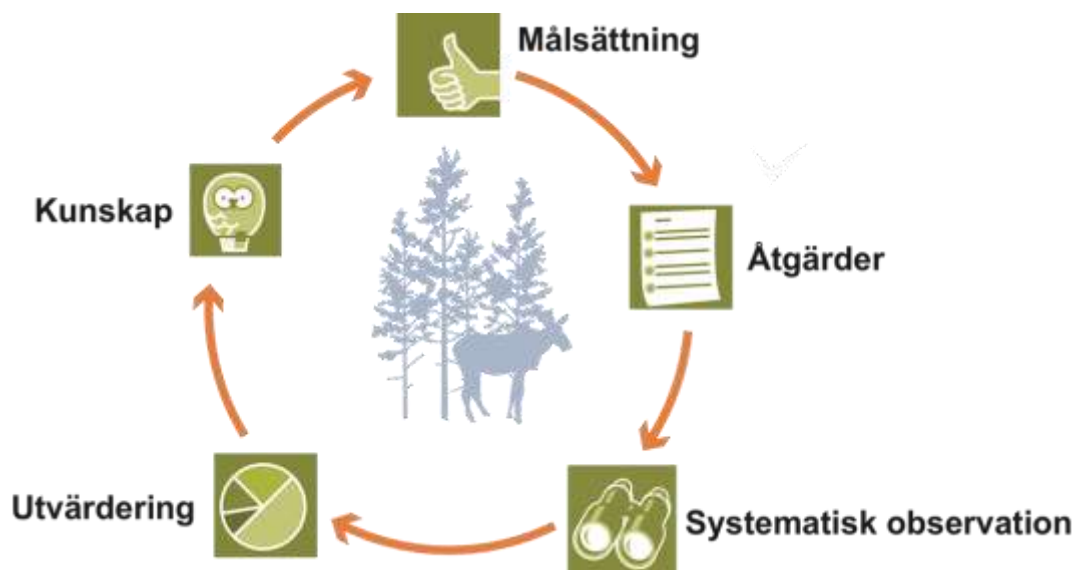 Målsättning
Åtgärder
Systematisk observation
Utvärdering
Kunskap